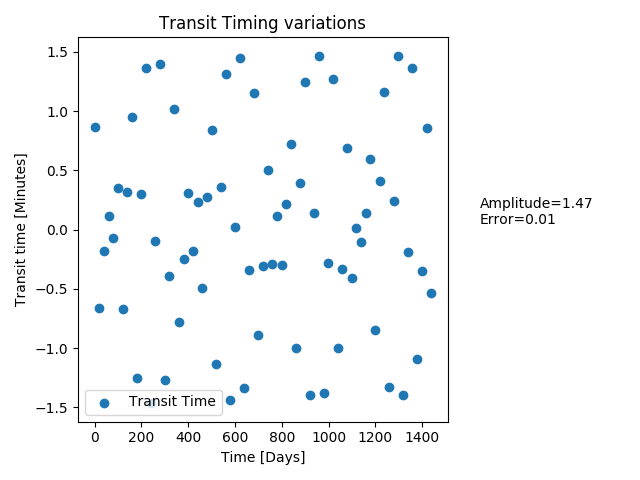 Transit Timing variations
1.5
1.0
0.5
0.0
−0.5
−1.0
−1.5
Transit time [Minutes]
Amplitude=1.47
Error=0.01
Transit Time
0 200 400 600 800 1000 1200 1400
Time [Days]